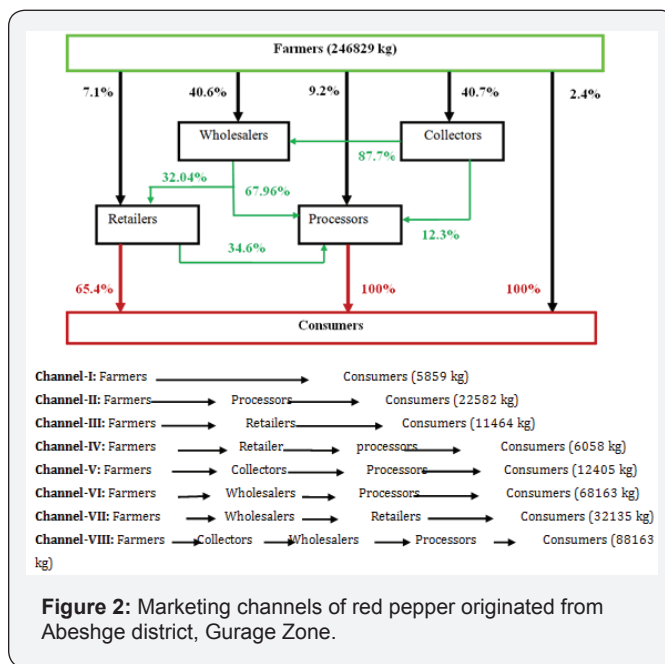 Farmers (246829 kg)
7.1% 40.6% 9.2% 40.7% 2.4%
Wholesalers Collectors
87.7%
32.04% 67.96%
Retailers Processors
12.3%
34.6%
65.4% 100% 100%
Consumers
Channel-I: Farmers Consumers (5859 kg)
Channel-II: Farmers Processors Consumers (22582 kg)
Channel-III: Farmers Retailers Consumers (11464 kg)
Channel-IV: Farmers Retailer processors Consumers (6058 kg)
Channel-V: Farmers Collectors Processors Consumers (12405 kg)
Channel-VI: Farmers Wholesalers Processors Consumers (68163 kg)
Channel-VII: Farmers Wholesalers Retailers Consumers (32135 kg)
Channel-VIII: Farmers Collectors Wholesalers Processors Consumers (88163
kg)
Figure 2: Marketing channels of red pepper originated from
Abeshge district, Gurage Zone.